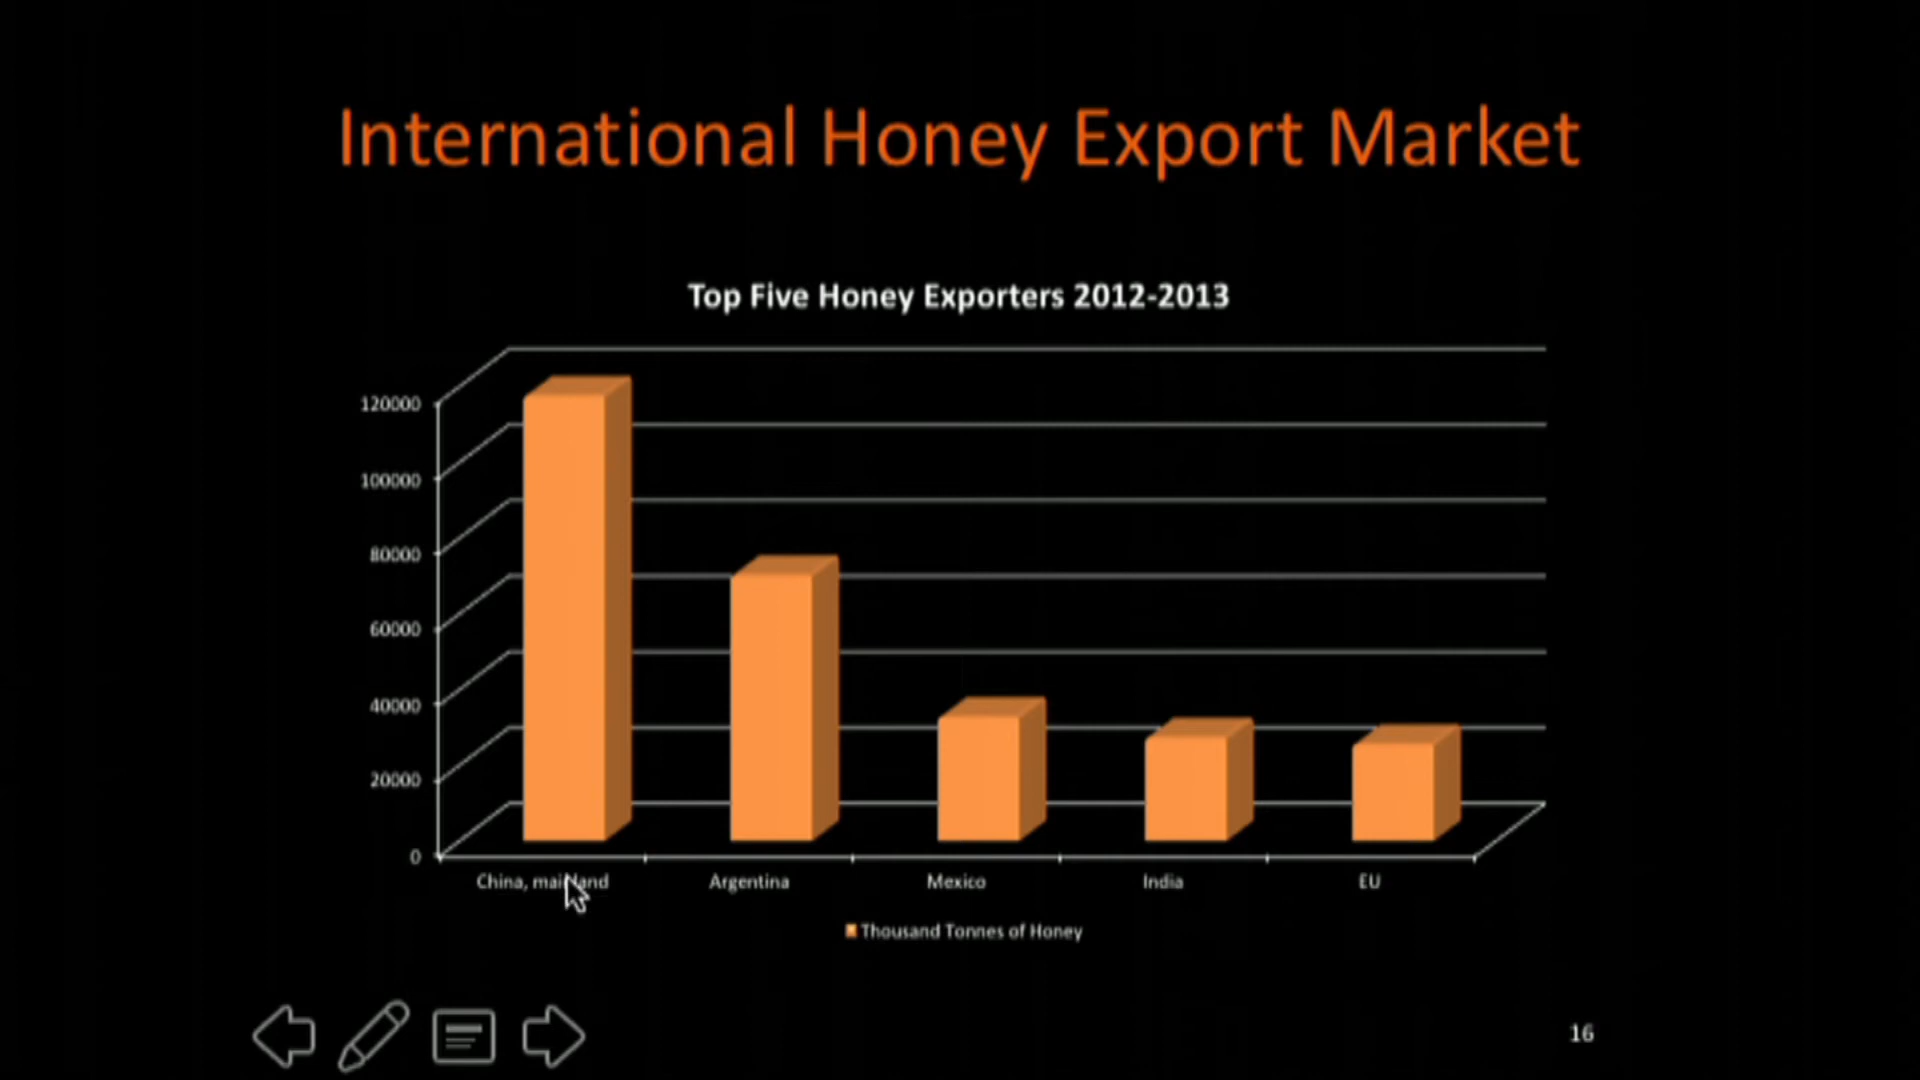 International Honey Export Market
Top Five Honey Exporters 2012-2013
120000
100000
80000
60000
40000
20000
0
China, mainland
Argentina
Mexico
India
EU
Thousand Tonnes of Honey
16